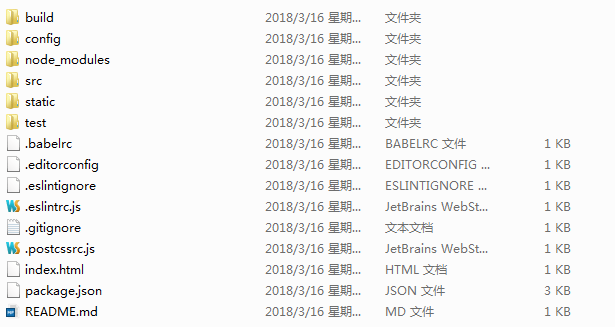 build 2018/3/16 星期... 文件夹
config 2018/3/16 星期... 文件夹
node_modules 2018/3/16 星期... 文件夹
src 2018/3/16 星期... 文件夹
static 2018/3/16 星期... 文件夹
test 2018/3/16 星期... 文件夹
.babelrc 2018/3/16 星期... BABELRC 文件 1 KB
.editorconfig 2018/3/16 星期... EDITORCONFIG ... 1 KB
.eslintignore 2018/3/16 星期... ESLINTIGNORE ... 1 KB
.eslintrc.js 2018/3/16 星期... JetBrains WebSt... 1 KB
.gitignore 2018/3/16 星期... 文本文档 1 KB
.postcssrc.js 2018/3/16 星期... JetBrains WebSt... 1 KB
index.html 2018/3/16 星期... HTML 文档 1 KB
package.json 2018/3/16 星期... JSON 文件 3 KB
README.md 2018/3/16 星期... MD 文件 1 KB